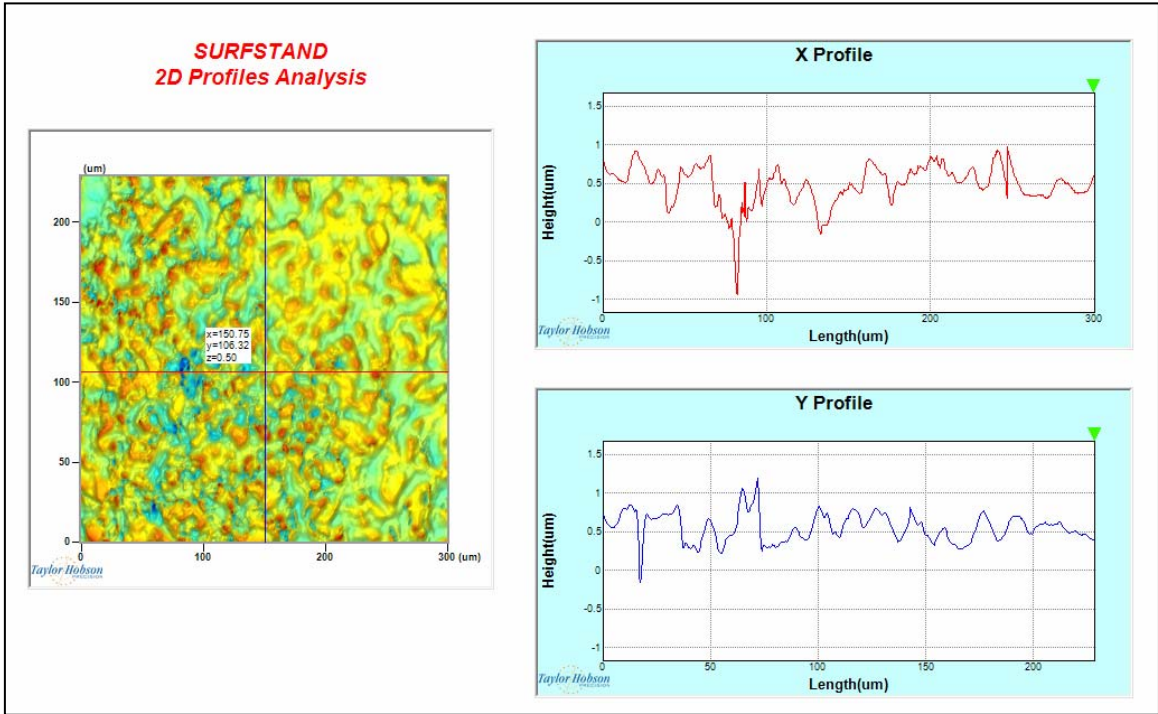 SURFSTAND
2D Profiles Analysis
(um)
200
150
100
50
0
x=150.75
y=106.32
z=0.50
0
100
200
300 (um)
Taylor Hobson
PRECISION
X Profile
Height(um)
1.5
1
0.5
0
-0.5
-1
0
100
200
300
Length(um)
Taylor Hobson
PRECISION
Y Profile
Height(um)
1.5
1
0.5
0
-0.5
-1
0
50
100
150
200
Length(um)
Taylor Hobson
PRECISION